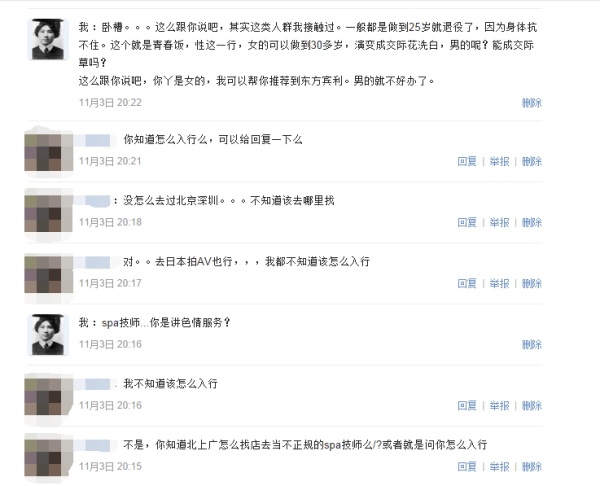 我：卧槽。。。这么跟你说吧，其实这类人群我接触过。一般都是做到25岁就退役了，因为身体抗
不住。这个就是青春饭，性这一行，女的可以做到30多岁，演变成交际花洗白，男的呢？能成交际
草吗？
这么跟你说吧，你丫是女的，我可以帮你推荐到东方宾利。男的就不好办了。
11月3日 20:22 删除
你知道怎么入行么，可以给回复一下么
11月3日 20:21 回复 | 举报 | 删除
：没怎么去过北京深圳。。。不知道该去哪里找
11月3日 20:18 回复 | 举报 | 删除
对。。去日本拍AV也行，，，我都不知道该怎么入行
11月3日 20:17 回复 | 举报 | 删除
我：spa技师...你是讲色情服务？
11月3日 20:16 删除
. 我不知道该怎么入行
11月3日 20:16 回复 | 举报 | 删除
不是，你知道北上广怎么找店去当不正规的spa技师么/?或者就是问你怎么入行
11月3日 20:15 回复 | 举报 | 删除